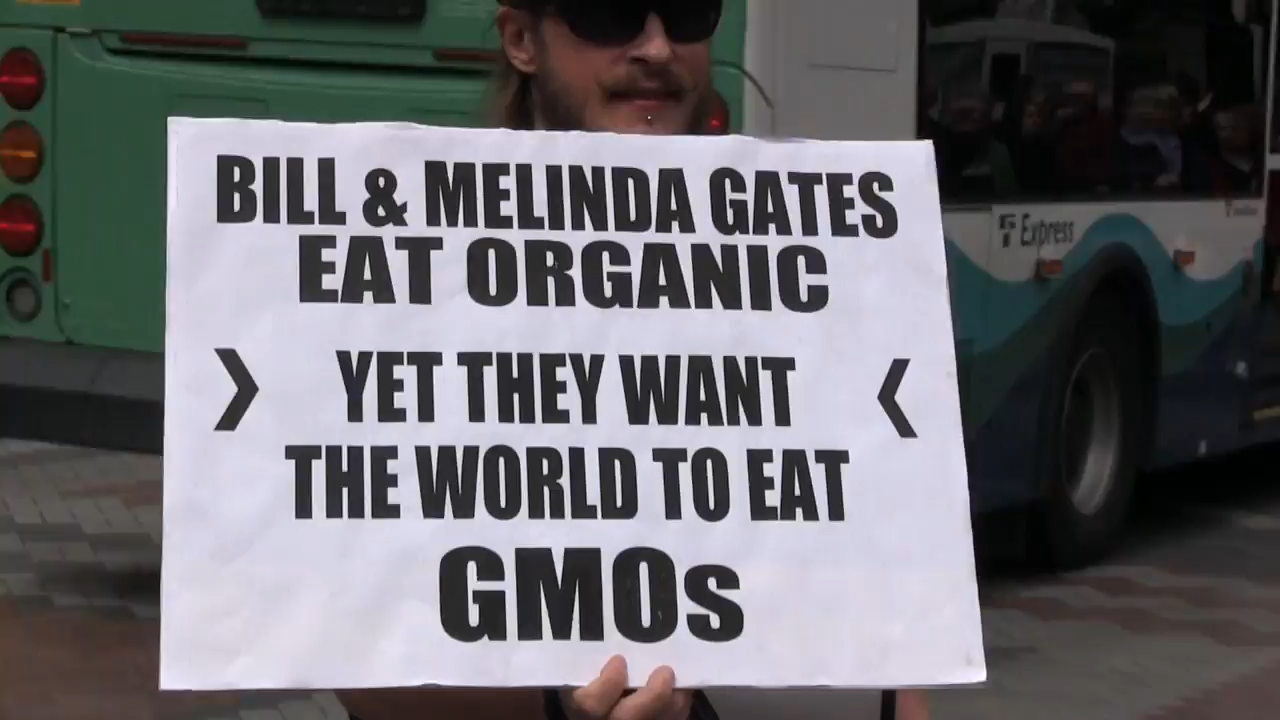 BILL & MELINDA GATES
EAT ORGANIC
> YET THEY WANT <
THE WORLD TO EAT
GMOs
Express